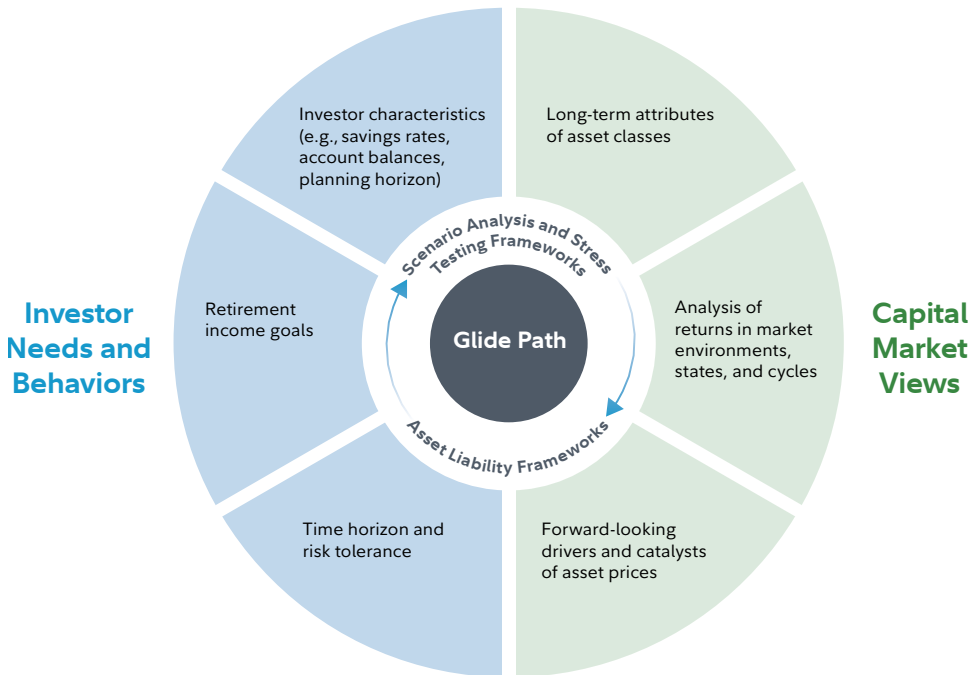 Investor
Needs and
Behaviors
Investor characteristics
(e.g., savings rates,
account balances,
planning horizon)
Retirement
income goals
Time horizon and
risk tolerance
Scenario Analysis and Stress
Testing Frameworks
Glide Path
Asset Liability Frameworks
Long-term attributes
of asset classes
Analysis of
returns in market
environments,
states, and cycles
Forward-looking
drivers and catalysts
of asset prices
Capital
Market
Views